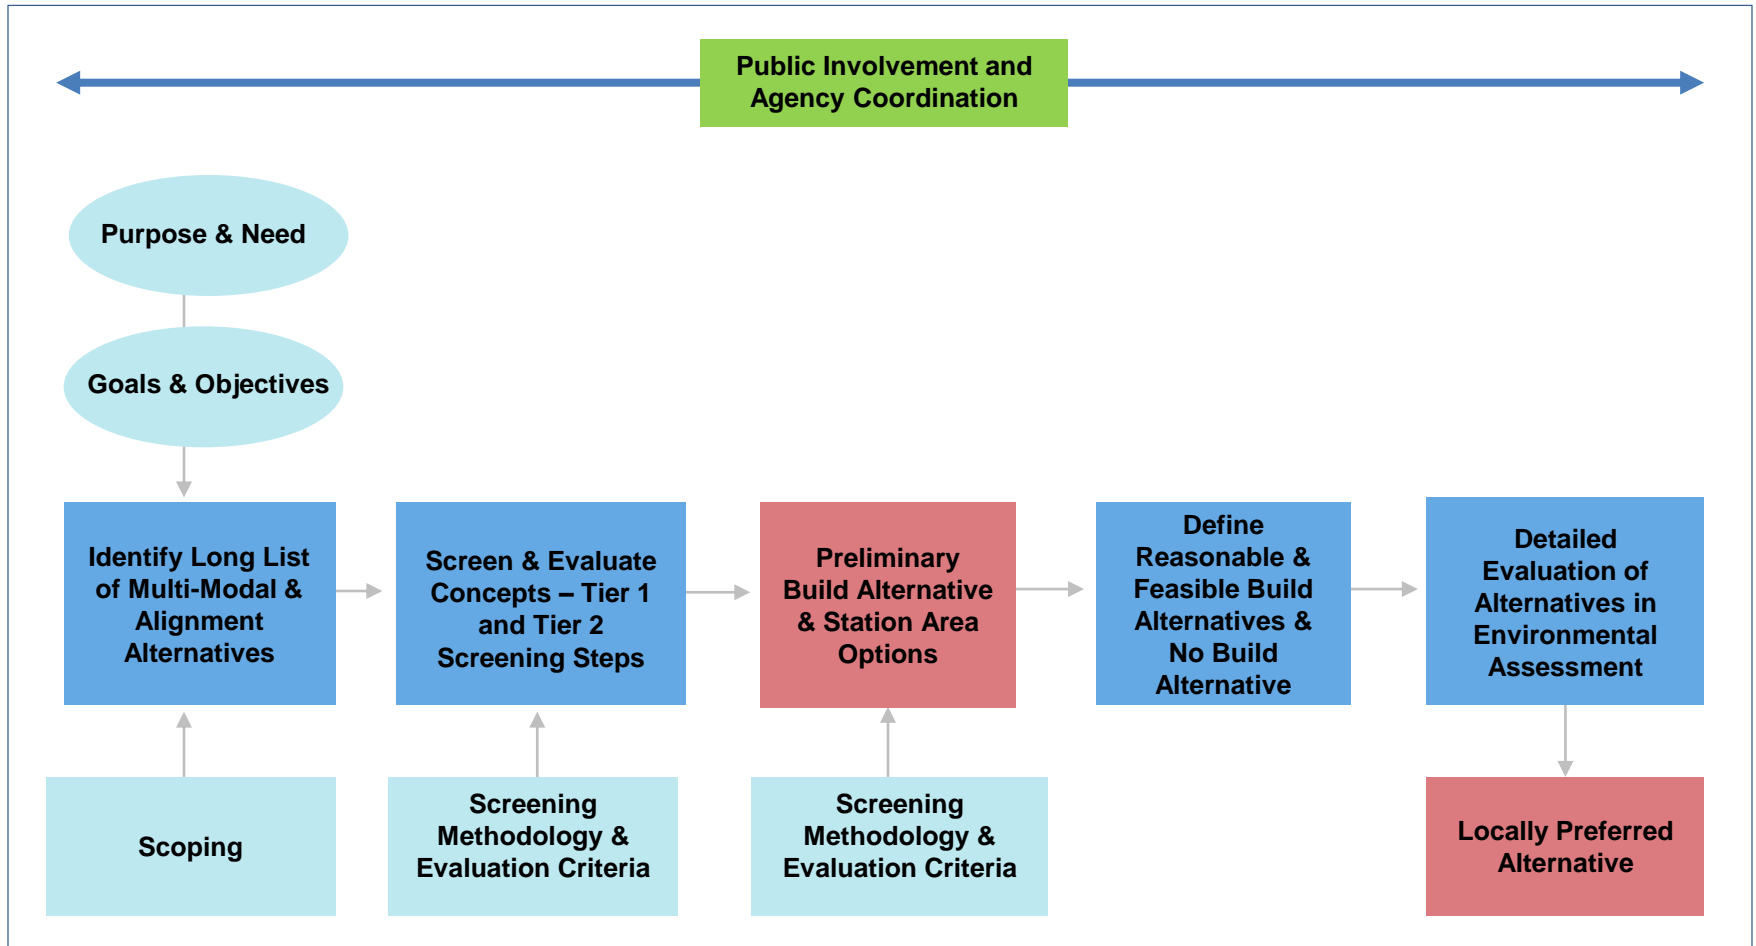 Public Involvement and
Agency Coordination
Purpose & Need
Goals & Objectives
Identify Long List
of Multi-Modal &
Alignment
Alternatives
Screen & Evaluate
Concepts – Tier 1
and Tier 2
Screening Steps
Preliminary
Build Alternative
& Station Area
Options
Define
Reasonable &
Feasible Build
Alternatives &
No Build
Alternative
Detailed
Evaluation of
Alternatives in
Environmental
Assessment
Scoping
Screening
Methodology &
Evaluation Criteria
Screening
Methodology &
Evaluation Criteria
Locally Preferred
Alternative